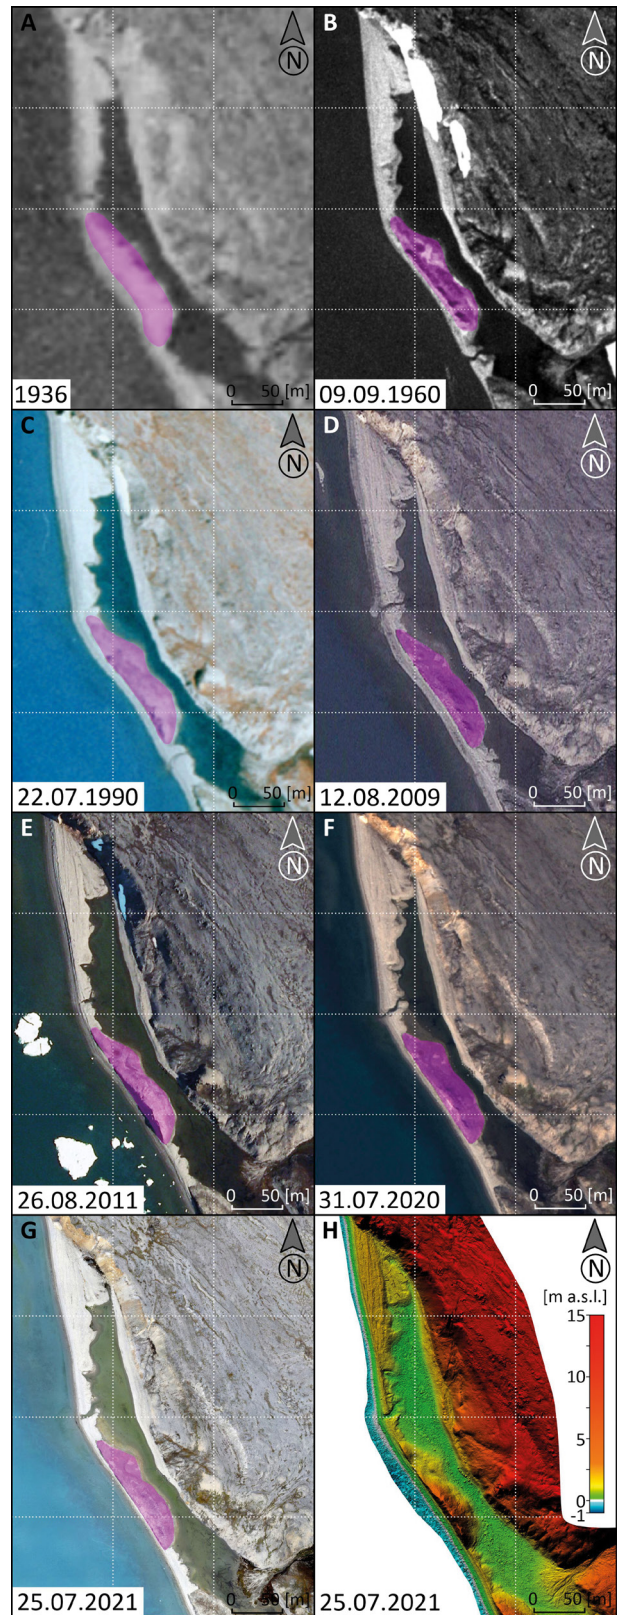 A
N
1936
0 50 [m]
B
N
09.09.1960
0 50 [m]
C
N
22.07.1990
0 50 [m]
D
N
12.08.2009
0 50 [m]
E
N
26.08.2011
0 50 [m]
F
N
31.07.2020
0 50 [m]
G
N
25.07.2021
0 50 [m]
H
N
[m a.s.l.]
15
10
5
0
-1
25.07.2021
0 50 [m]